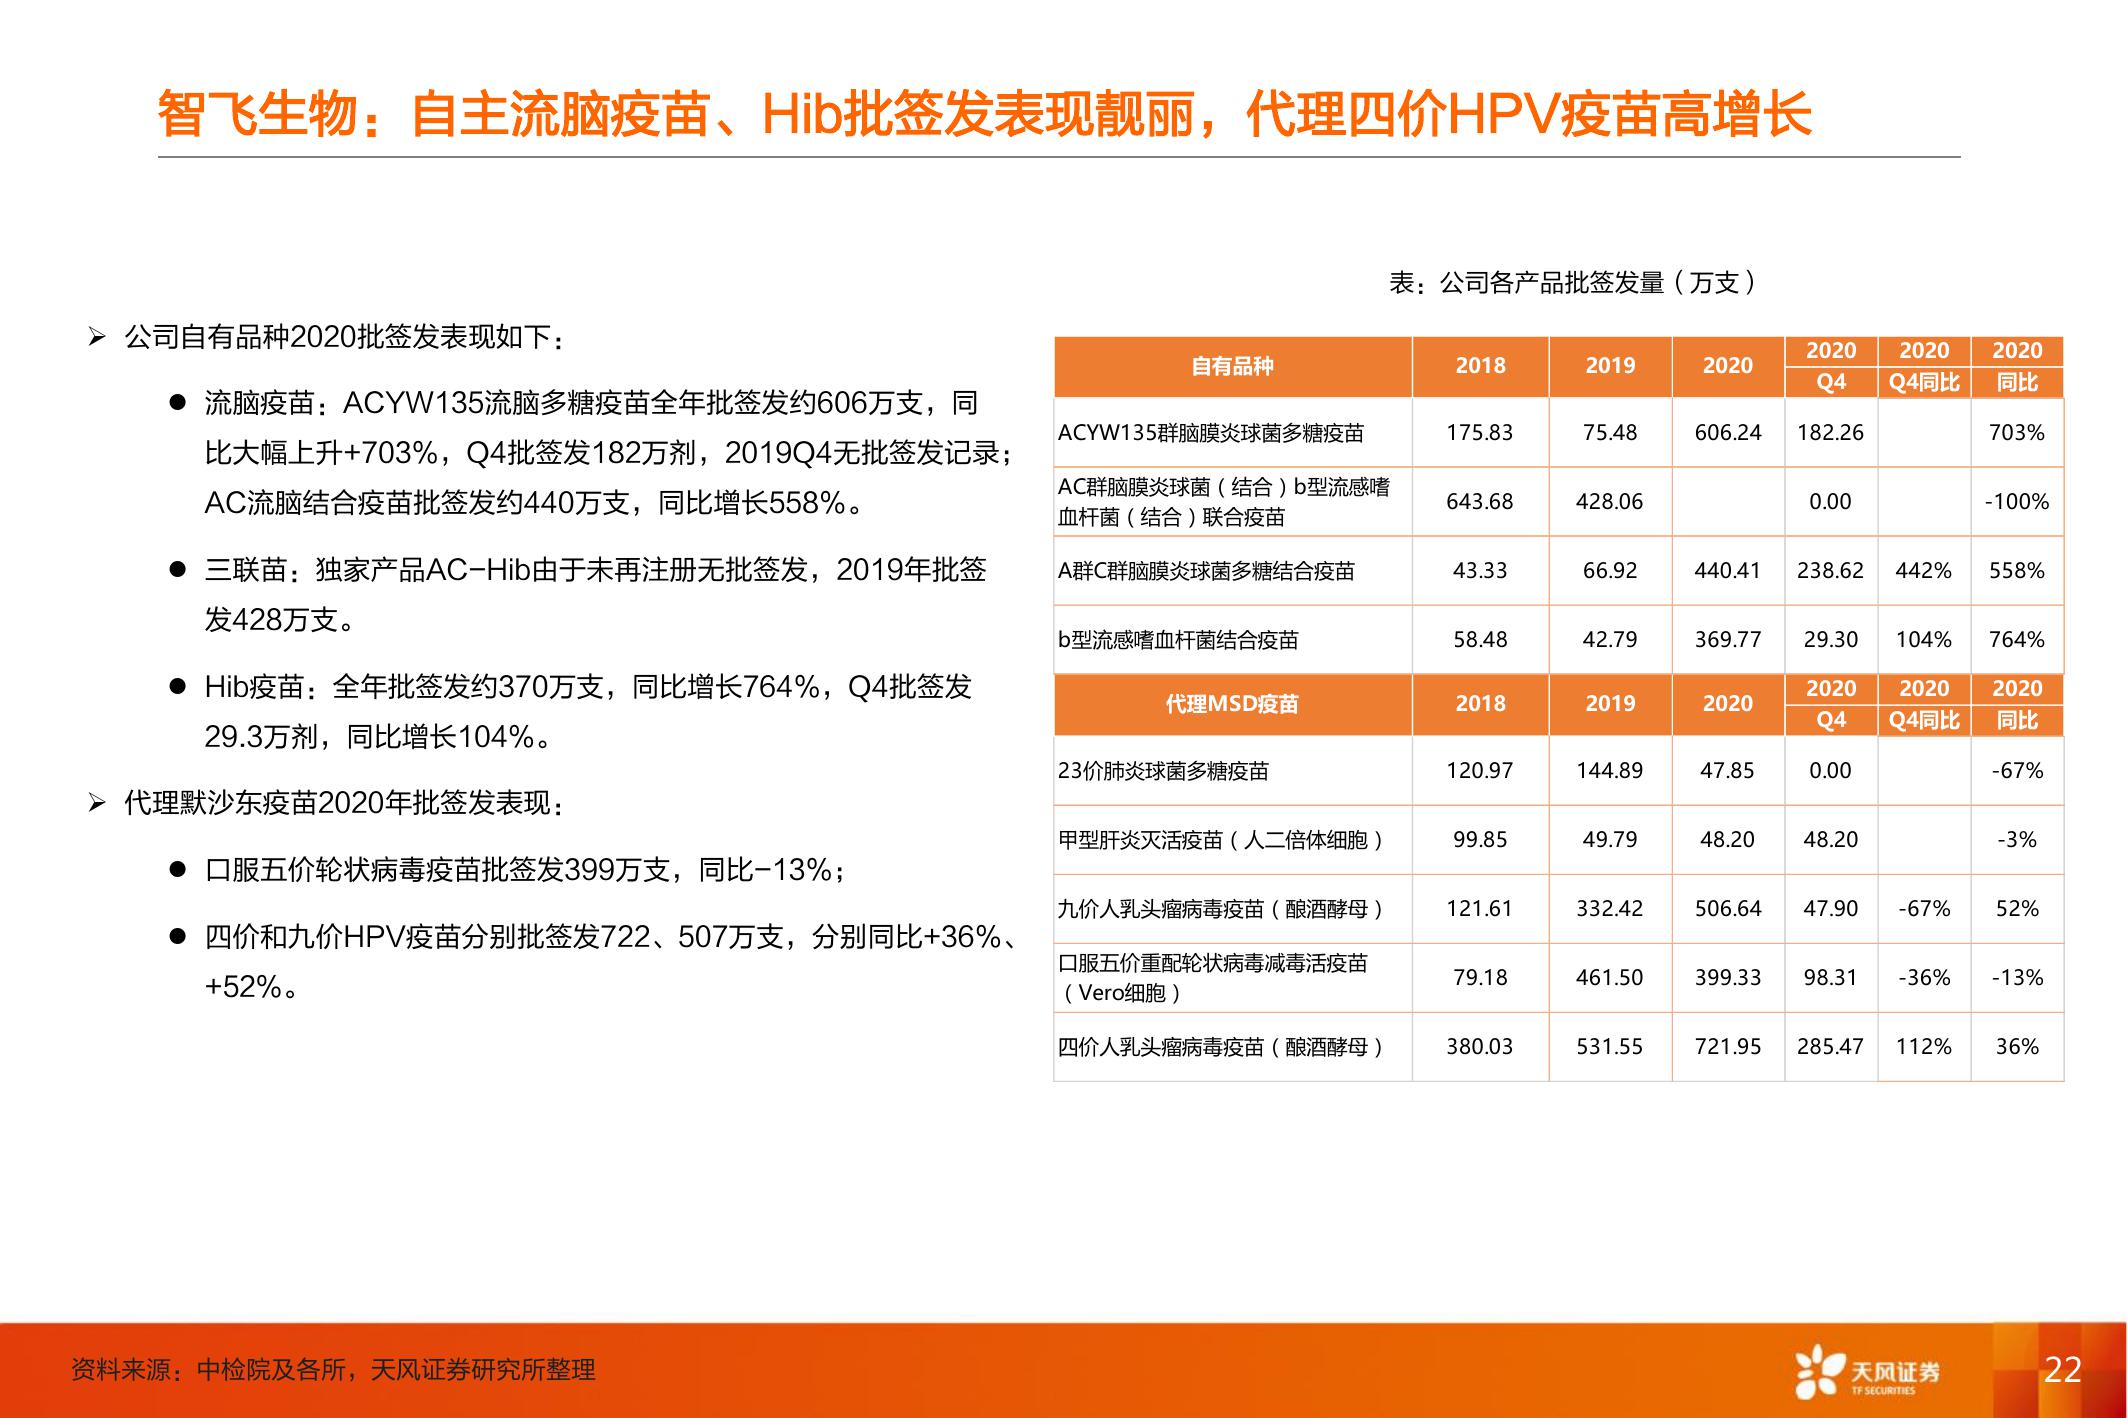 智飞生物：自主流脑疫苗、Hib批签发表现靓丽，代理四价HPV疫苗高增长
➢ 公司自有品种2020批签发表现如下：
● 流脑疫苗：ACYW135流脑多糖疫苗全年批签发约606万支，同
比大幅上升+703%，Q4批签发182万剂，2019Q4无批签发记录；
AC流脑结合疫苗批签发约440万支，同比增长558%。
● 三联苗：独家产品AC-Hib由于未再注册无批签发，2019年批签
发428万支。
● Hib疫苗：全年批签发约370万支，同比增长764%，Q4批签发
29.3万剂，同比增长104%。
➢ 代理默沙东疫苗2020年批签发表现：
● 口服五价轮状病毒疫苗批签发399万支，同比-13%；
● 四价和九价HPV疫苗分别批签发722、507万支，分别同比+36%、
+52%。
表：公司各产品批签发量（万支）
自有品种 2018 2019 2020 2020 Q4 2020 Q4同比 2020 同比
ACYW135群脑膜炎球菌多糖疫苗 175.83 75.48 606.24 182.26 703%
AC群脑膜炎球菌（结合）b型流感嗜
血杆菌（结合）联合疫苗 643.68 428.06 0.00 -100%
A群C群脑膜炎球菌多糖结合疫苗 43.33 66.92 440.41 238.62 442% 558%
b型流感嗜血杆菌结合疫苗 58.48 42.79 369.77 29.30 104% 764%
代理MSD疫苗 2018 2019 2020 2020 Q4 2020 Q4同比 2020 同比
23价肺炎球菌多糖疫苗 120.97 144.89 47.85 0.00 -67%
甲型肝炎灭活疫苗（人二倍体细胞） 99.85 49.79 48.20 48.20 -3%
九价人乳头瘤病毒疫苗（酿酒酵母） 121.61 332.42 506.64 47.90 -67% 52%
口服五价重配轮状病毒减毒活疫苗
（Vero细胞） 79.18 461.50 399.33 98.31 -36% -13%
四价人乳头瘤病毒疫苗（酿酒酵母） 380.03 531.55 721.95 285.47 112% 36%
资料来源：中检院及各所，天风证券研究所整理
天风证券
TF SECURITIES
22